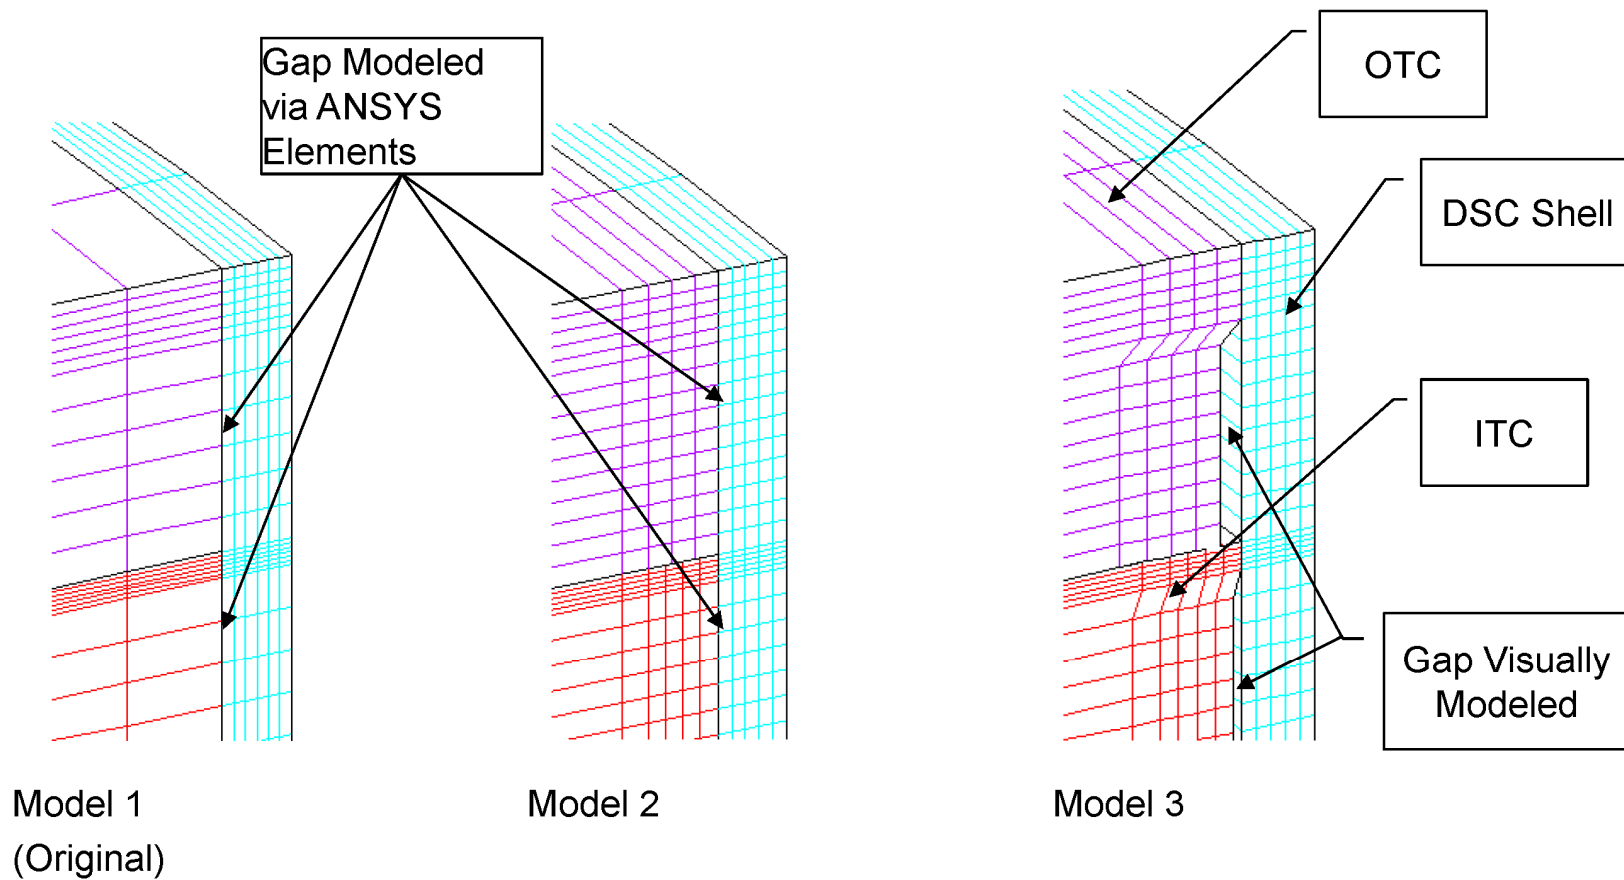 Gap Modeled
via ANSYS
Elements
OTC
DSC Shell
ITC
Gap Visually
Modeled
Model 1
(Original)
Model 2
Model 3